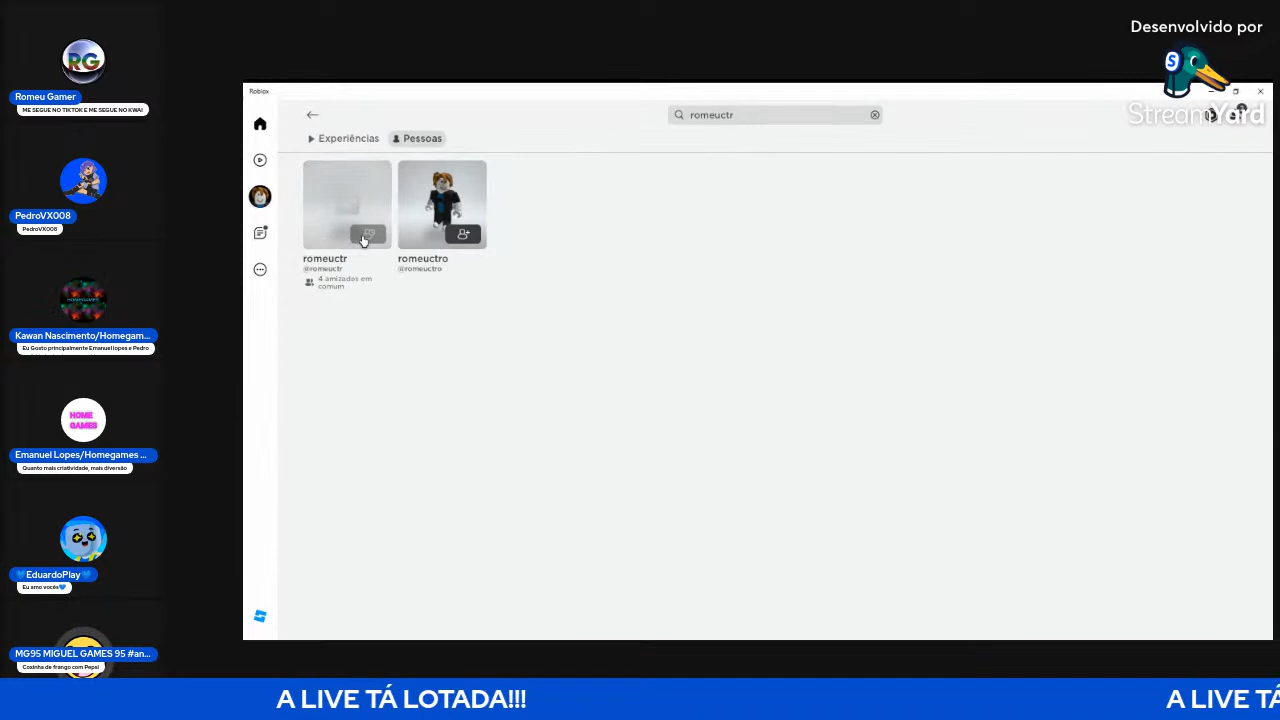 Desenvolvido por
StreamYard
RG
Romeu Gamer
ME SEGUE NO TIKTOK E ME SEGUE NO KWAI
PedroVX008
PedroVX008
HOMEGAMES
Kawan Nascimento/Homegam...
Eu Gosto principalmente Emanuel lopes e Pedro
HOME
GAMES
Emanuel Lopes/Homegames ...
Quanto mais criatividade, mais diversão
💙EduardoPlay💙
Eu amo vocês💙
MG95 MIGUEL GAMES 95 #an...
Coxinha de frango com Pepsi
Roblox
romeuctr
Experiências
Pessoas
romeuctr
@romeuctr
4 amizades em
comum
romeuctro
@romeuctro
A LIVE TÁ LOTADA!!!
A LIVE TÁ